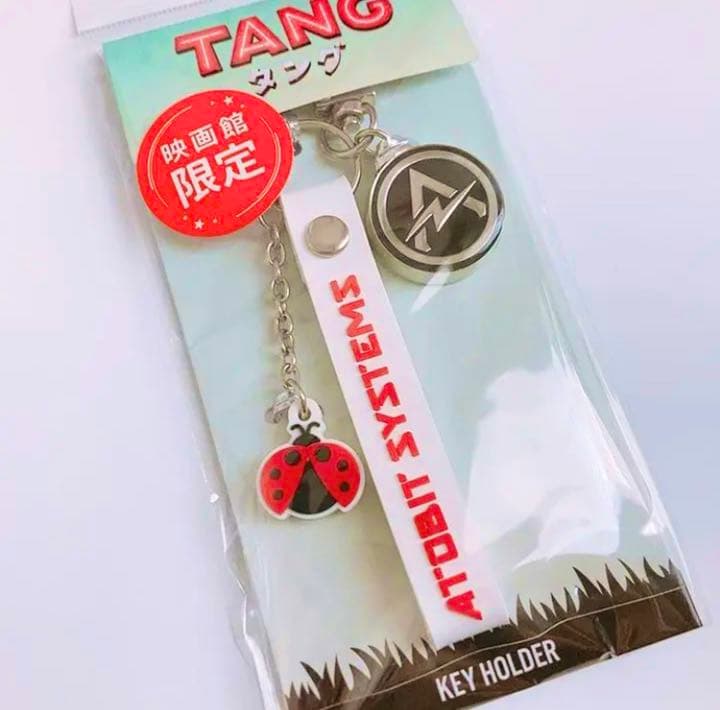 TANG
タング
映画館
限定
ATOBIT SYSTEMS
KEY HOLDER